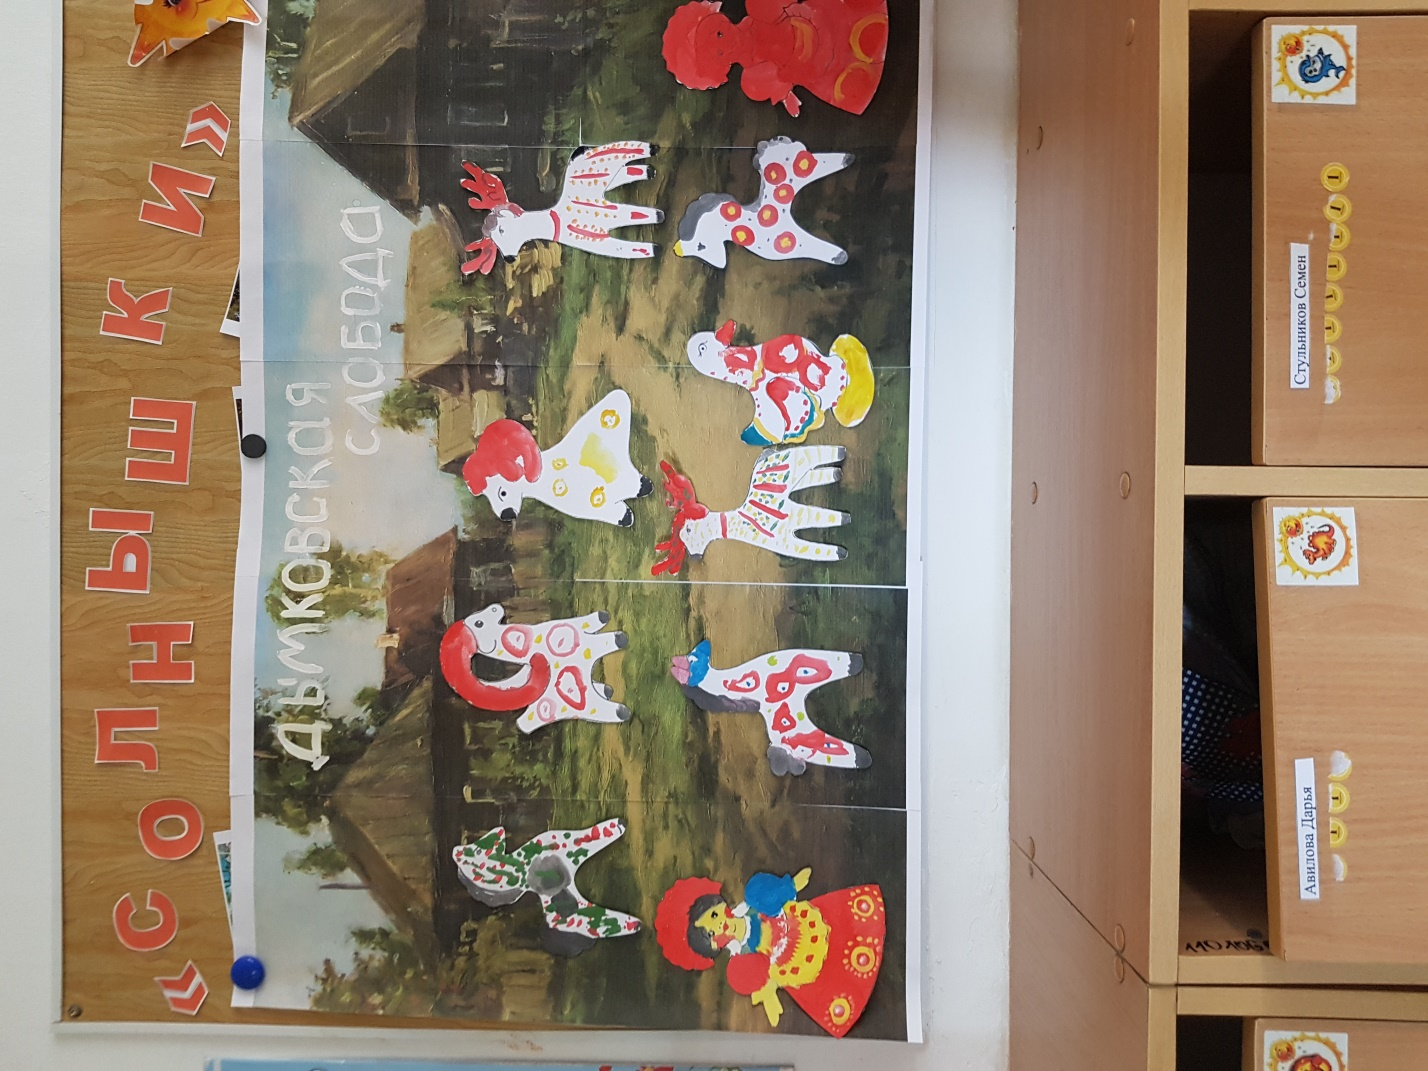 «СОЛНЫШКИ»
ДЫМКОВСКАЯ
СЛОБОДА
Авилова Дарья
Стульников Семен